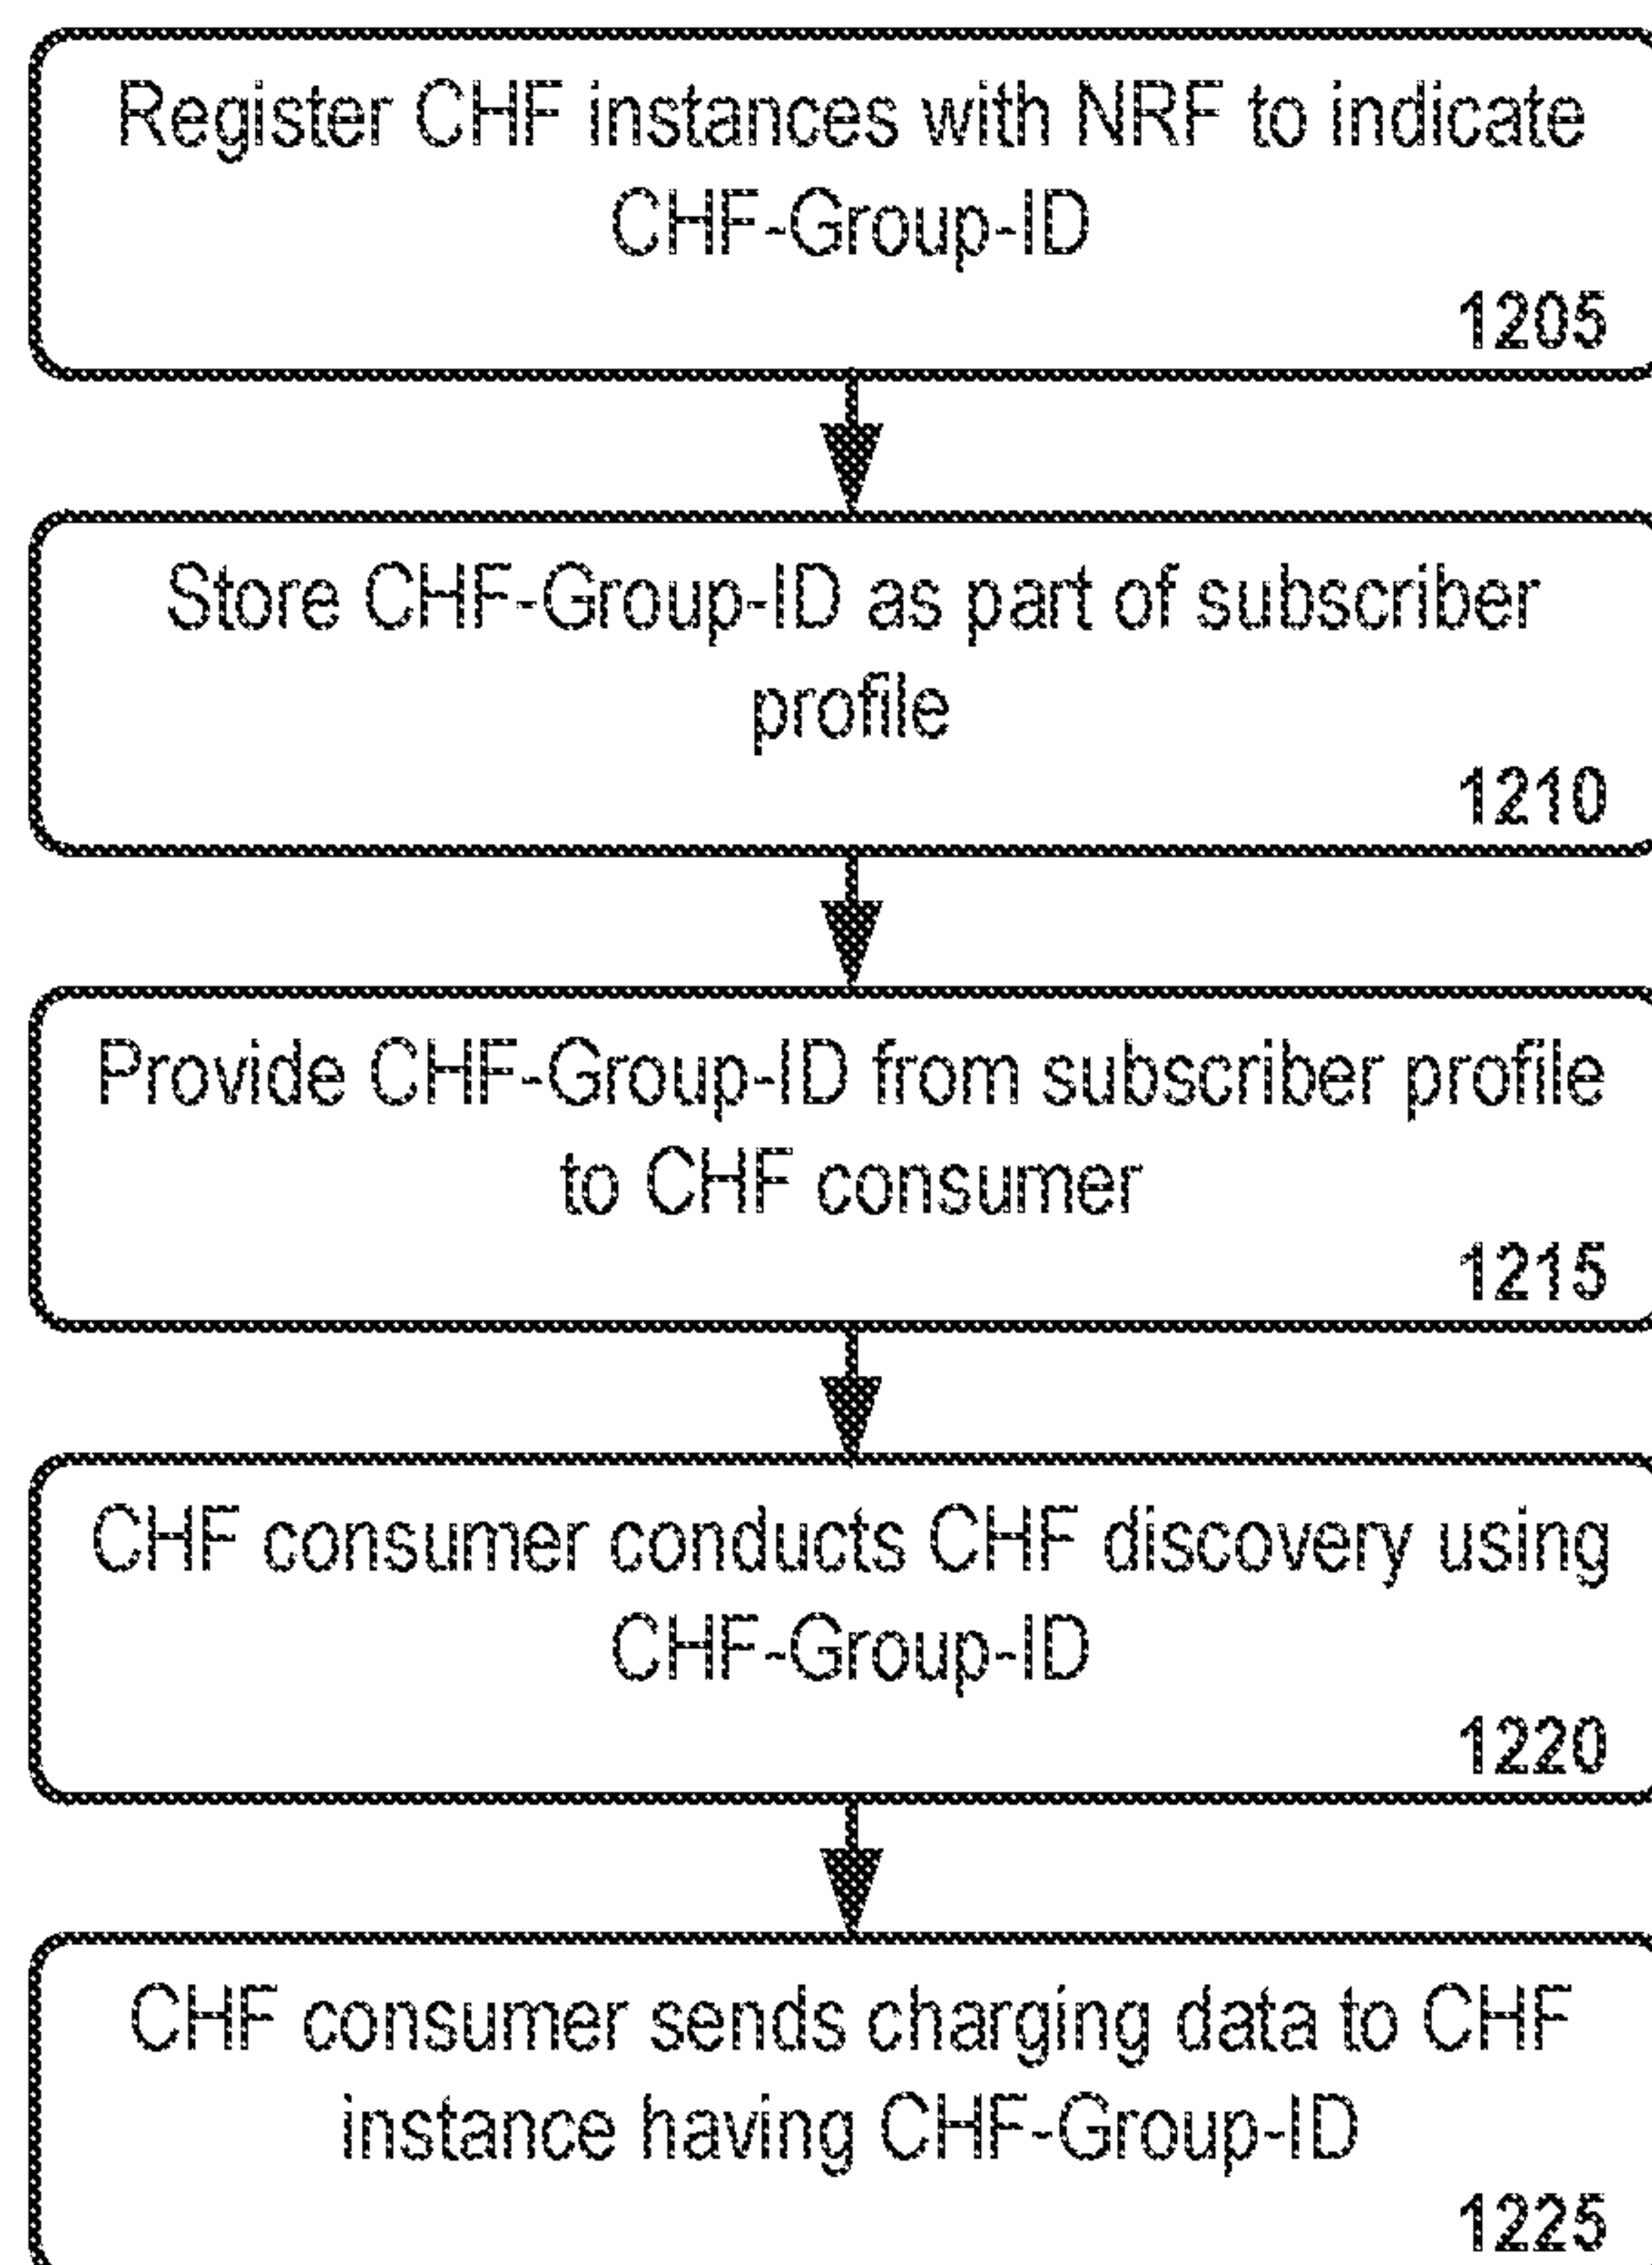 Register CHF instances with NRF to indicate
CHF-Group-ID
1205
Store CHF-Group-ID as part of subscriber
profile
1210
Provide CHF-Group-ID from subscriber profile
to CHF consumer
1215
CHF consumer conducts CHF discovery using
CHF-Group-ID
1220
CHF consumer sends charging data to CHF
instance having CHF-Group-ID
1225